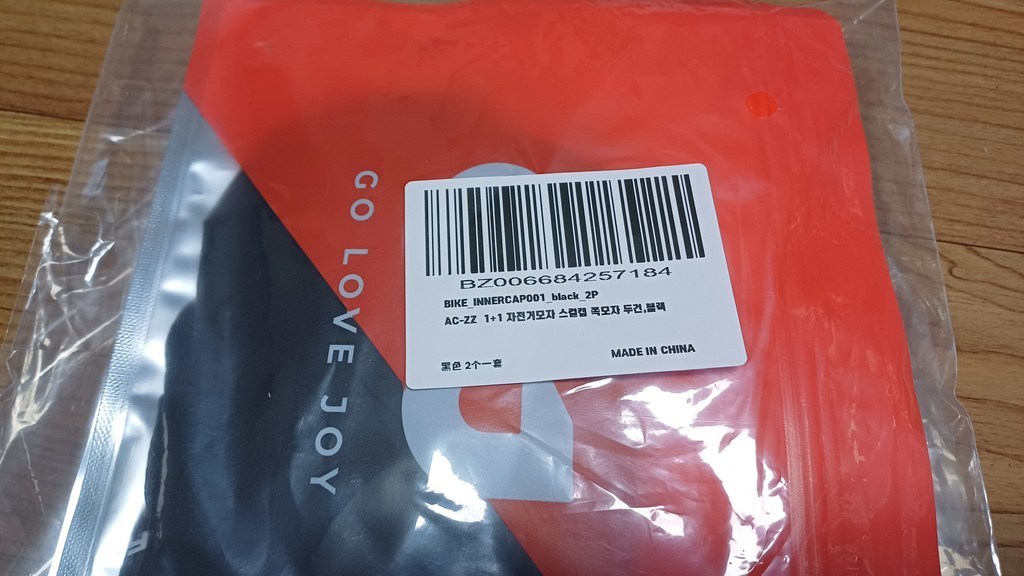 GO LOVE JOY
BZ006684257184
BIKE_INNERCAP001_black_2P
AC-ZZ 1+1 자전거모자 스컬캡 쪽모자 두건,블랙
黑色 2个一套
MADE IN CHINA